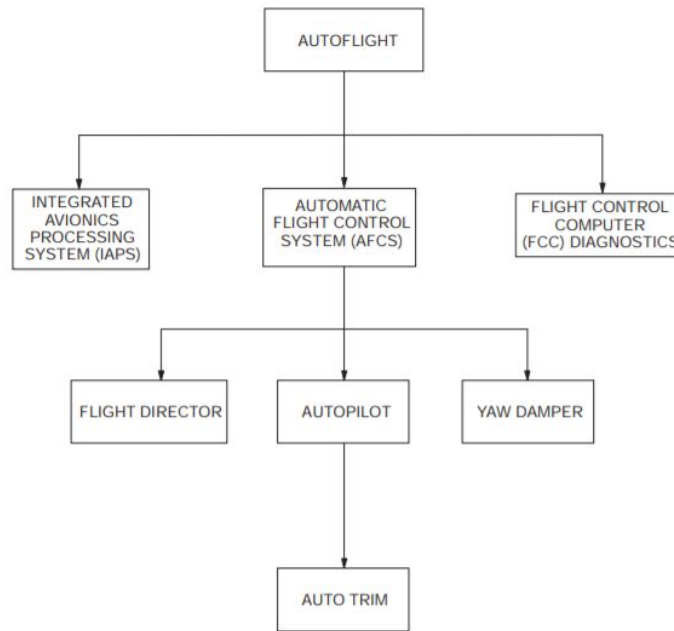 AUTOFLIGHT
INTEGRATED
AVIONICS
PROCESSING
SYSTEM (IAPS)
AUTOMATIC
FLIGHT CONTROL
SYSTEM (AFCS)
FLIGHT CONTROL
COMPUTER
(FCC) DIAGNOSTICS
FLIGHT DIRECTOR
AUTOPILOT
YAW DAMPER
AUTO TRIM